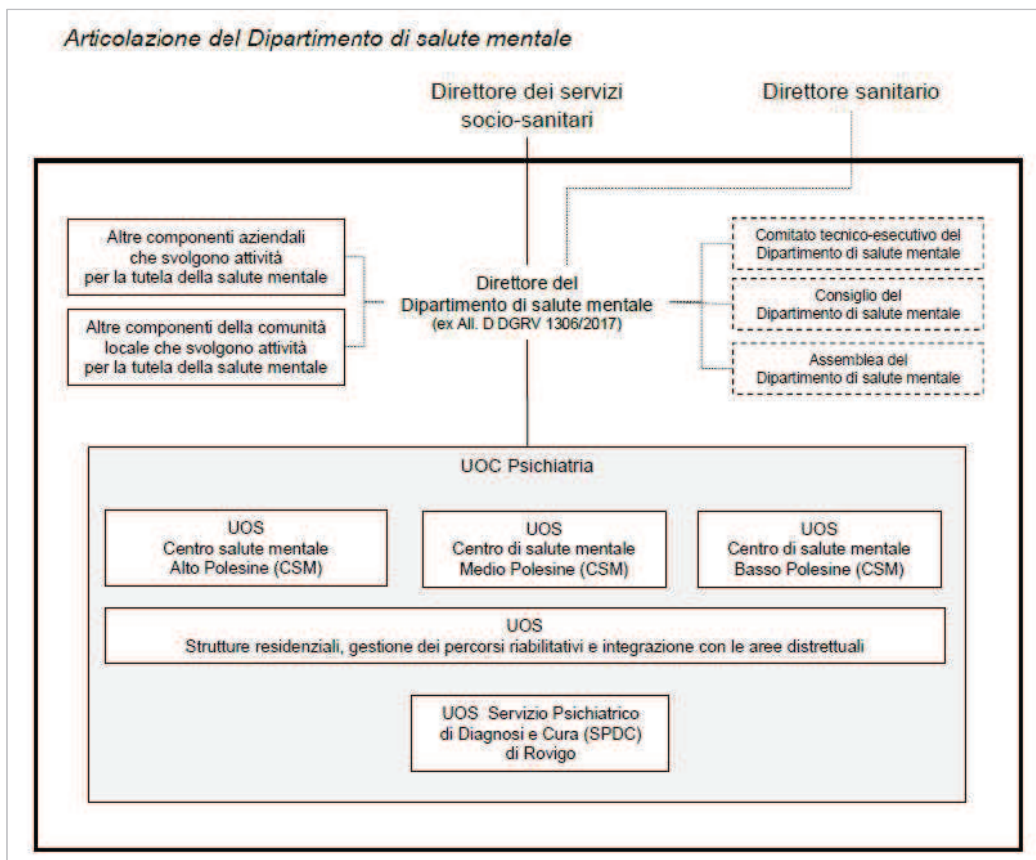 Articolazione del Dipartimento di salute mentale
Direttore dei servizi
socio-sanitari
Direttore sanitario
Altre componenti aziendali
che svolgono attività
per la tutela della salute mentale
Altre componenti della comunità
locale che svolgono attività
per la tutela della salute mentale
Direttore del
Dipartimento di salute mentale
(ex All. D DGRV 1306/2017)
Comitato tecnico-esecutivo del
Dipartimento di salute mentale
Consiglio del
Dipartimento di salute mentale
Assemblea del
Dipartimento di salute mentale
UOC Psichiatria
UOS
Centro salute mentale
Alto Polesine (CSM)
UOS
Centro di salute mentale
Medio Polesine (CSM)
UOS
Centro di salute mentale
Basso Polesine (CSM)
UOS
Strutture residenziali, gestione dei percorsi riabilitativi e integrazione con le aree distrettuali
UOS Servizio Psichiatrico
di Diagnosi e Cura (SPDC)
di Rovigo